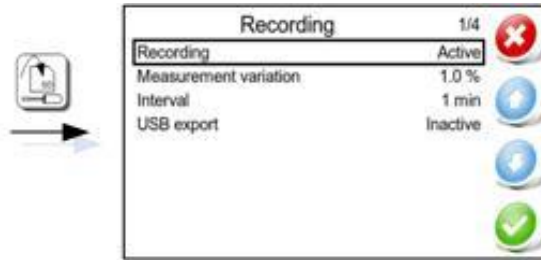 Recording 1/4
Recording Active
Measurement variation 1.0 %
Interval 1 min
USB export Inactive